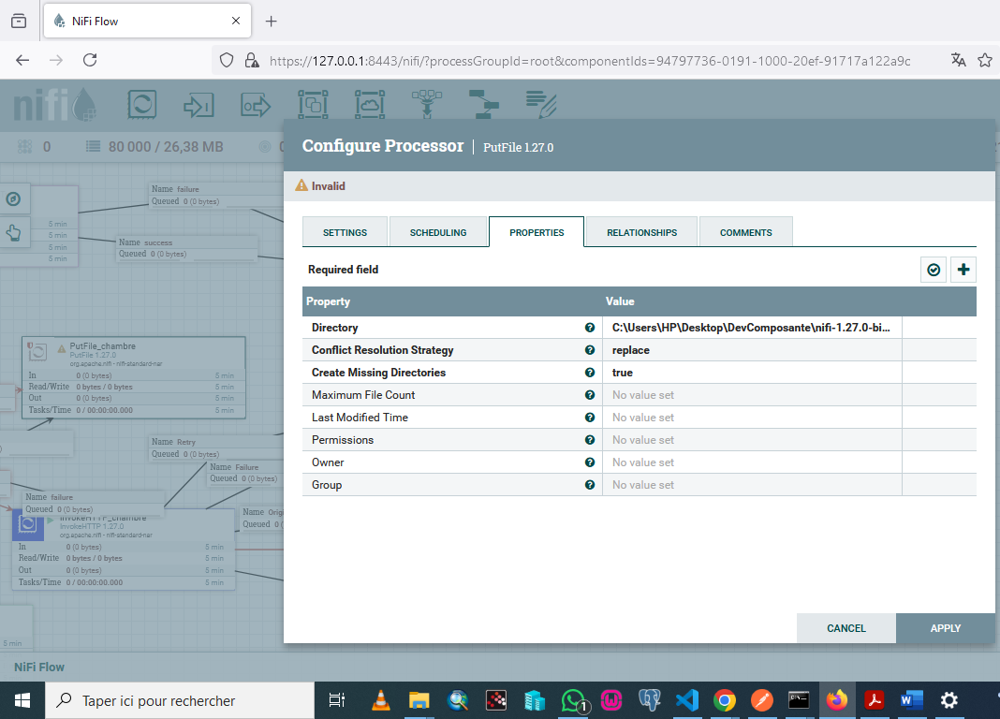 NiFi Flow
https://127.0.0.1:8443/nifi/?processGroupId=root&componentIds=94797736-0191-1000-20ef-91717a122a9c
nifi
0
80 000 / 26,38 MB
0
Configure Processor
PutFile 1.27.0
Invalid
SETTINGS
SCHEDULING
PROPERTIES
RELATIONSHIPS
COMMENTS
Required field
Property
Value
Directory
C:\Users\HP\Desktop\DevComposante\nifi-1.27.0-bi...
Conflict Resolution Strategy
replace
Create Missing Directories
true
Maximum File Count
No value set
Last Modified Time
No value set
Permissions
No value set
Owner
No value set
Group
No value set
CANCEL
APPLY
Name failure
Queued 0 (0 bytes)
5 min
5 min
5 min
5 min
Name success
Queued 0 (0 bytes)
PutFile_chambre
PutFile 1.27.0
org.apache.nifi - nifi-standard-nar
In 0 (0 bytes) 5 min
Read/Write 0 bytes / 0 bytes 5 min
Out 0 (0 bytes) 5 min
Tasks/Time 0 / 00:00:00.000 5 min
Name Retry
Queued 0 (0 bytes)
Name Failure
Queued 0 (0 bytes)
Name failure
Queued 0 (0 bytes)
Name Origi
Queued 0 (0
InvokeHTTP_chambre
InvokeHTTP 1.27.0
org.apache.nifi - nifi-standard-nar
In 0 (0 bytes) 5 min
Read/Write 0 bytes / 0 bytes 5 min
Out 0 (0 bytes) 5 min
Tasks/Time 0 / 00:00:00.000 5 min
5 min
NiFi Flow
Taper ici pour rechercher
1